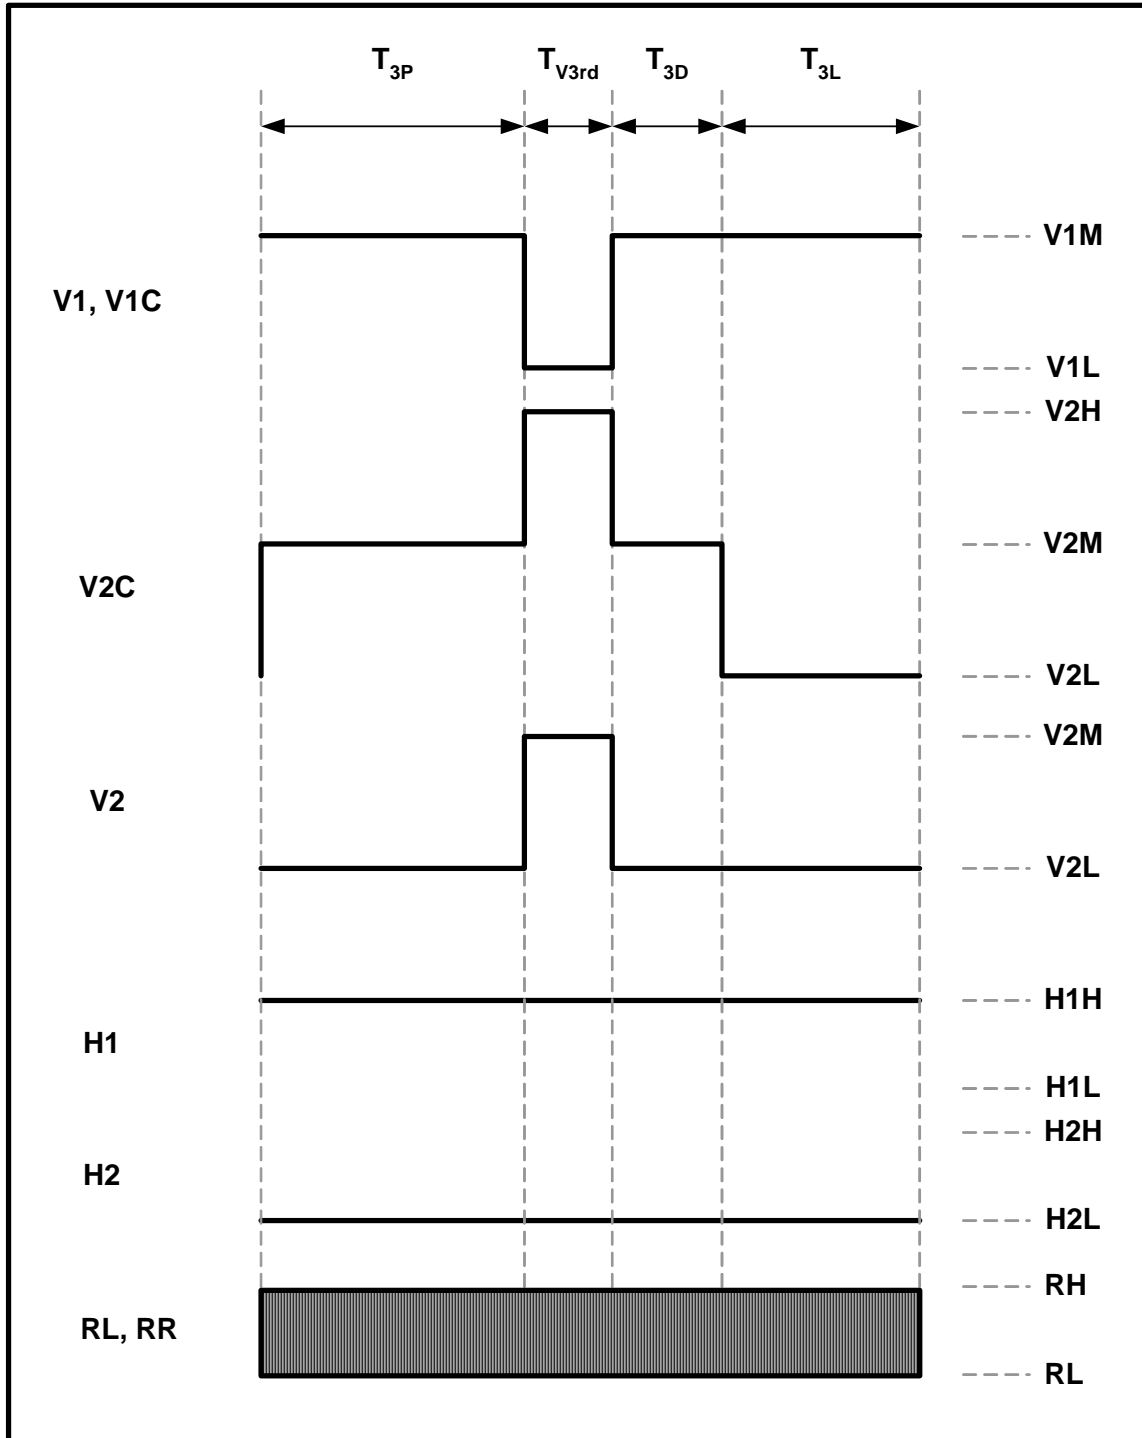 T3P TV3rd T3D T3L
V1M
V1, V1C
V1L
V2H
V2M
V2C
V2L
V2M
V2
V2L
H1H
H1
H1L
H2H
H2
H2L
RH
RL, RR
RL